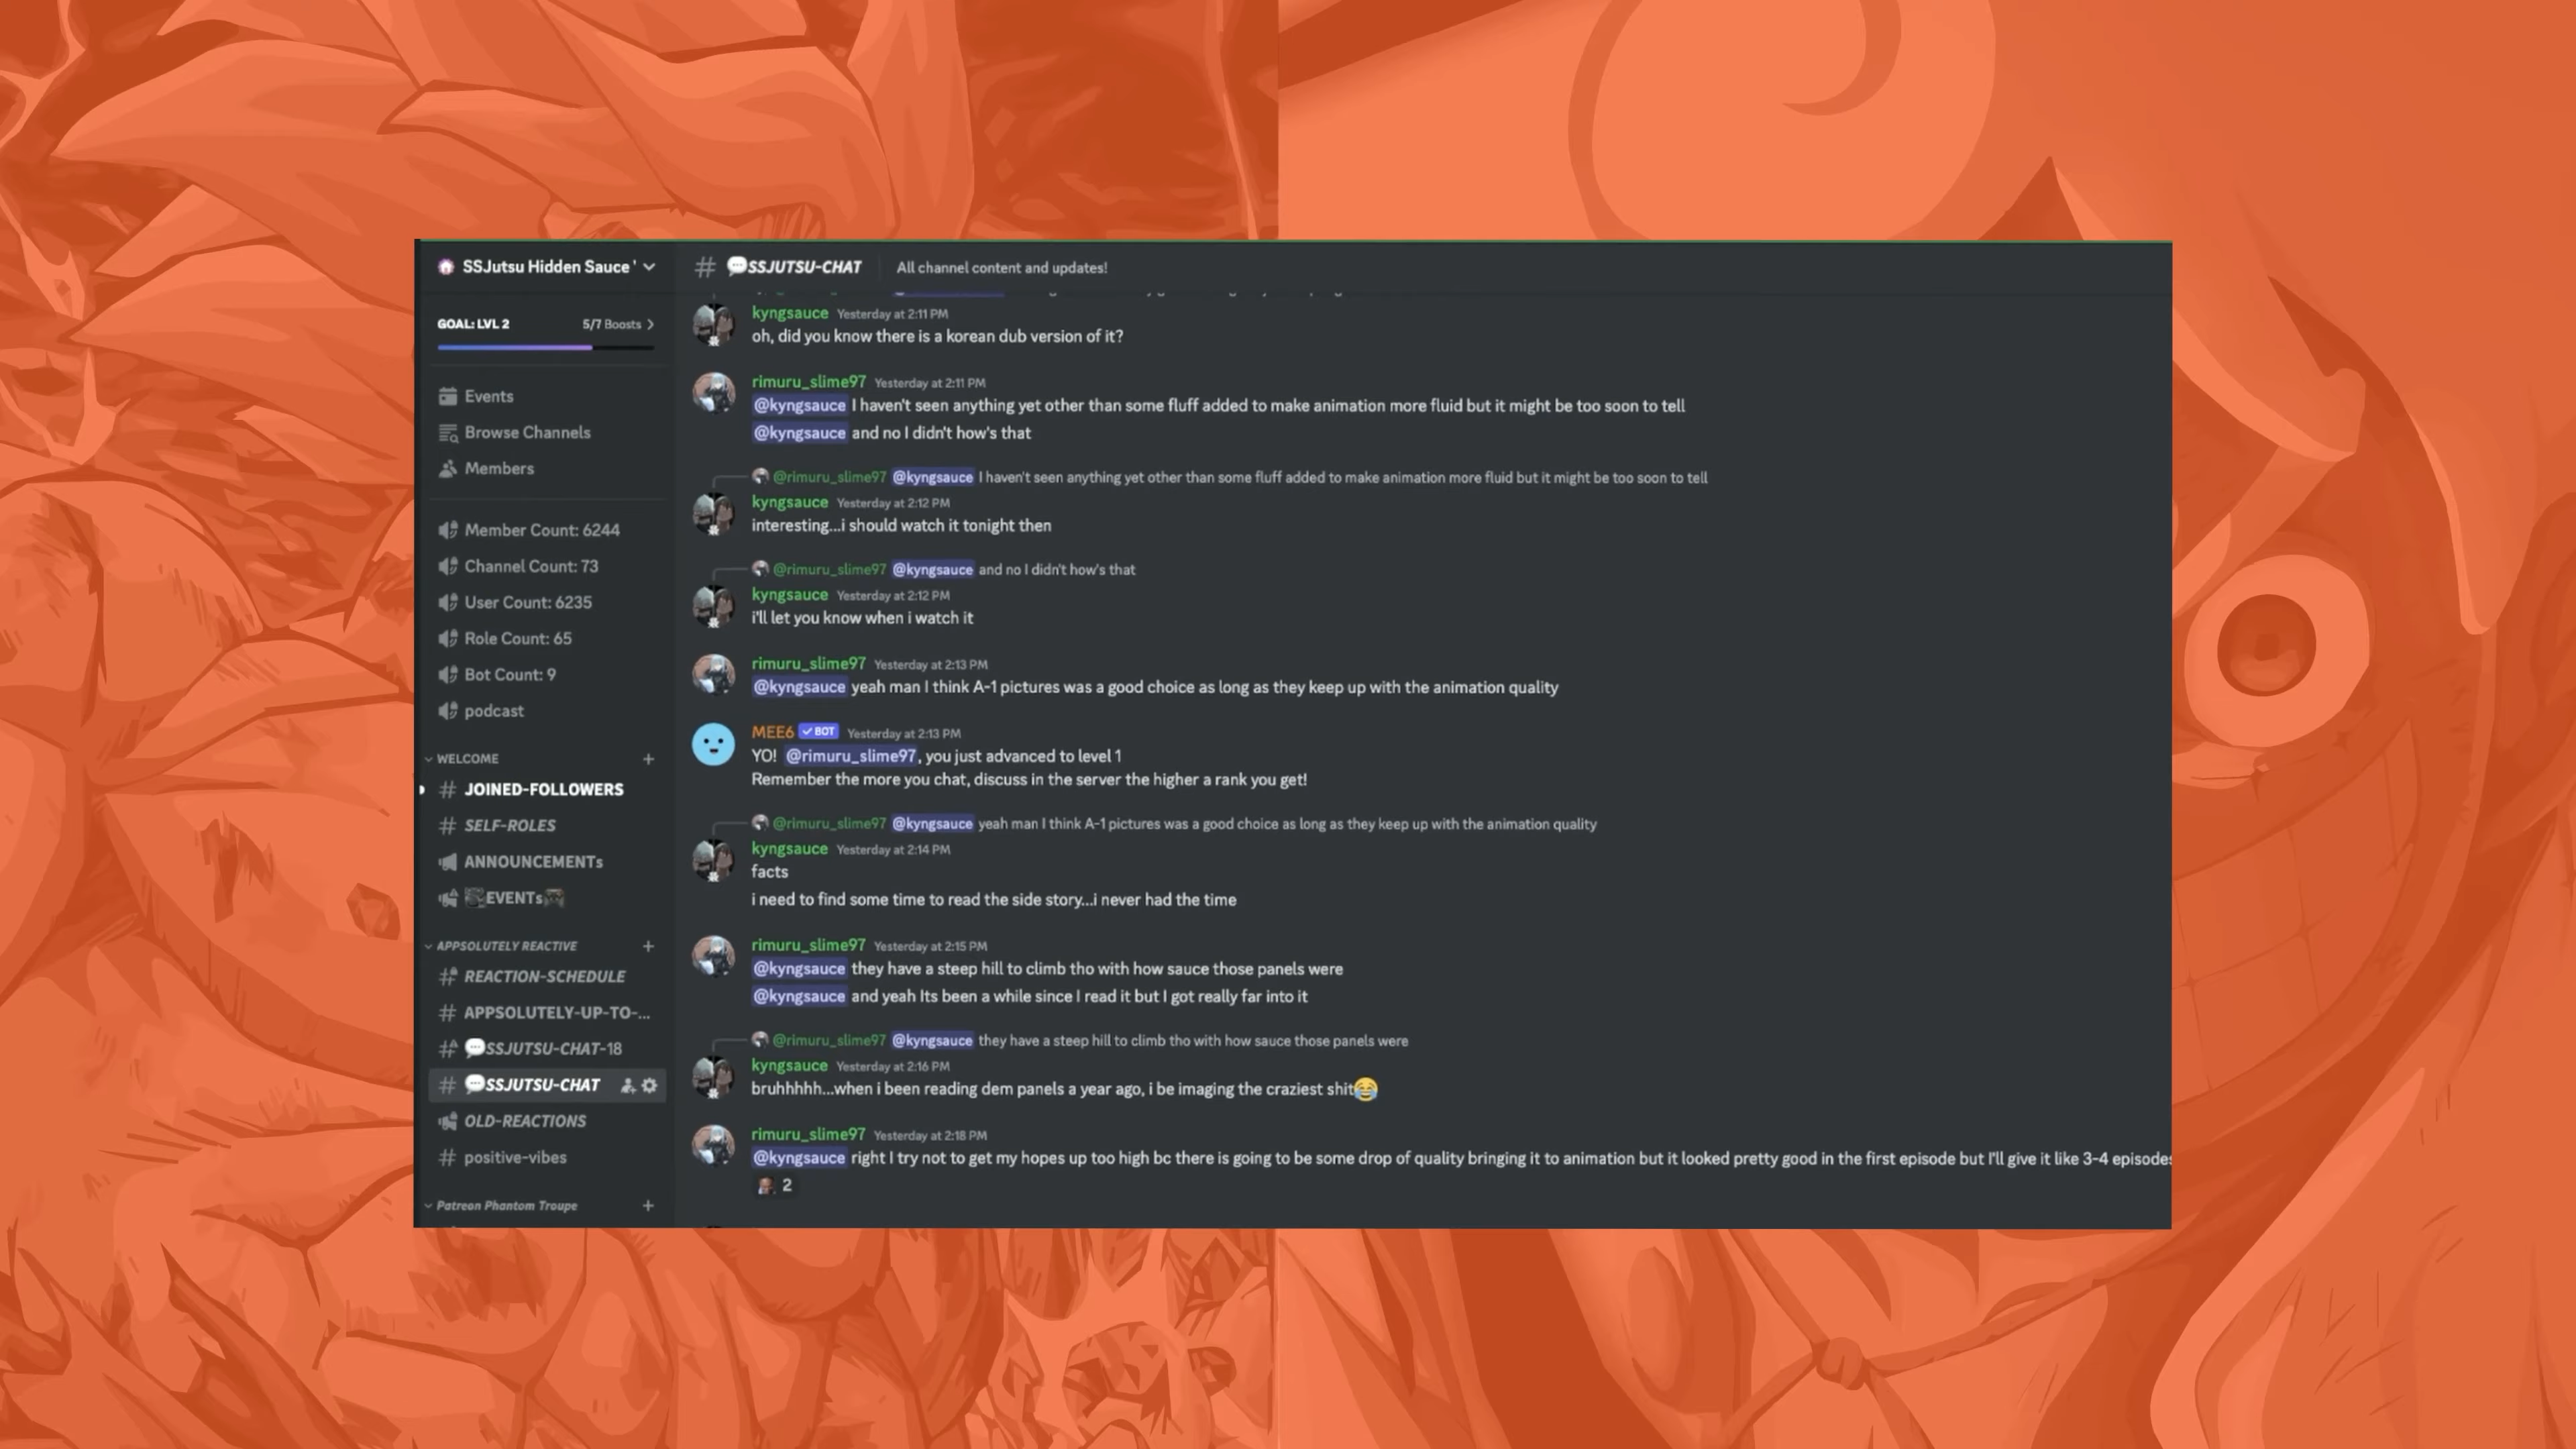 SSJutsu Hidden Sauce '
GOAL: LVL 2
5/7 Boosts
Events
Browse Channels
Members
Member Count: 6244
Channel Count: 73
User Count: 6235
Role Count: 65
Bot Count: 9
podcast
WELCOME
JOINED-FOLLOWERS
SELF-ROLES
ANNOUNCEMENTs
EVENTs
APPSOLUTELY REACTIVE
REACTION-SCHEDULE
APPSOLUTELY-UP-TO-...
💬SSJUTSU-CHAT-18
💬SSJUTSU-CHAT
OLD-REACTIONS
positive-vibes
Patreon Phantom Troupe
# 💬SSJUTSU-CHAT
All channel content and updates!
kyngsauce Yesterday at 2:11 PM
oh, did you know there is a korean dub version of it?
rimuru_slime97 Yesterday at 2:11 PM
@kyngsauce I haven't seen anything yet other than some fluff added to make animation more fluid but it might be too soon to tell
@kyngsauce and no I didn't how's that
@rimuru_slime97 @kyngsauce I haven't seen anything yet other than some fluff added to make animation more fluid but it might be too soon to tell
kyngsauce Yesterday at 2:12 PM
interesting...i should watch it tonight then
@rimuru_slime97 @kyngsauce and no I didn't how's that
kyngsauce Yesterday at 2:12 PM
i'll let you know when i watch it
rimuru_slime97 Yesterday at 2:13 PM
@kyngsauce yeah man I think A-1 pictures was a good choice as long as they keep up with the animation quality
MEE6 ✓ BOT Yesterday at 2:13 PM
YO! @rimuru_slime97, you just advanced to level 1
Remember the more you chat, discuss in the server the higher a rank you get!
@rimuru_slime97 @kyngsauce yeah man I think A-1 pictures was a good choice as long as they keep up with the animation quality
kyngsauce Yesterday at 2:14 PM
facts
i need to find some time to read the side story...i never had the time
rimuru_slime97 Yesterday at 2:15 PM
@kyngsauce they have a steep hill to climb tho with how sauce those panels were
@kyngsauce and yeah Its been a while since I read it but I got really far into it
@rimuru_slime97 @kyngsauce they have a steep hill to climb tho with how sauce those panels were
kyngsauce Yesterday at 2:16 PM
bruhhhhh...when i been reading dem panels a year ago, i be imaging the craziest shit😂
rimuru_slime97 Yesterday at 2:18 PM
@kyngsauce right I try not to get my hopes up too high bc there is going to be some drop of quality bringing it to animation but it looked pretty good in the first episode but I'll give it like 3-4 episodes
2